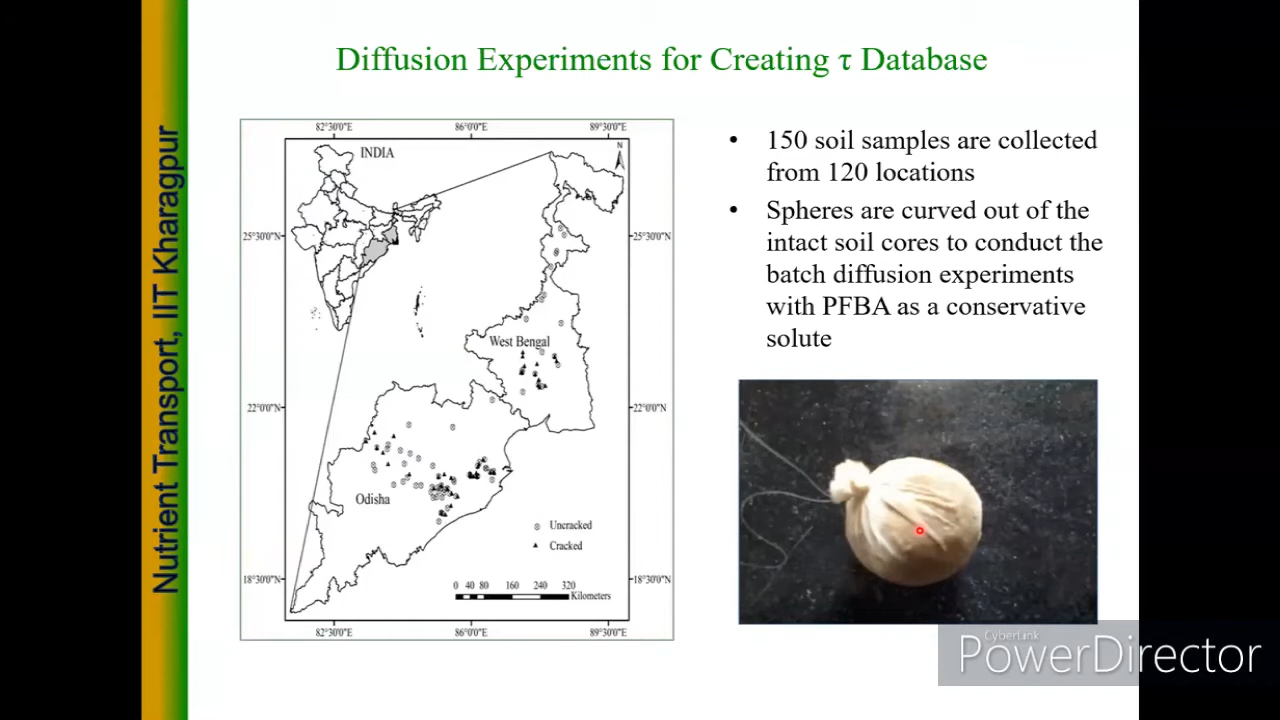 Diffusion Experiments for Creating τ Database
Nutrient Transport, IIT Kharagpur
82°30'0"E 86°0'0"E 89°30'0"E
INDIA
N
25°30'0"N 25°30'0"N
West Bengal
22°0'0"N 22°0'0"N
Odisha
Uncracked
Cracked
18°30'0"N 18°30'0"N
0 40 80 160 240 320
Kilometers
82°30'0"E 86°0'0"E 89°30'0"E
• 150 soil samples are collected
from 120 locations
• Spheres are curved out of the
intact soil cores to conduct the
batch diffusion experiments
with PFBA as a conservative
solute
CyberLink
PowerDirector